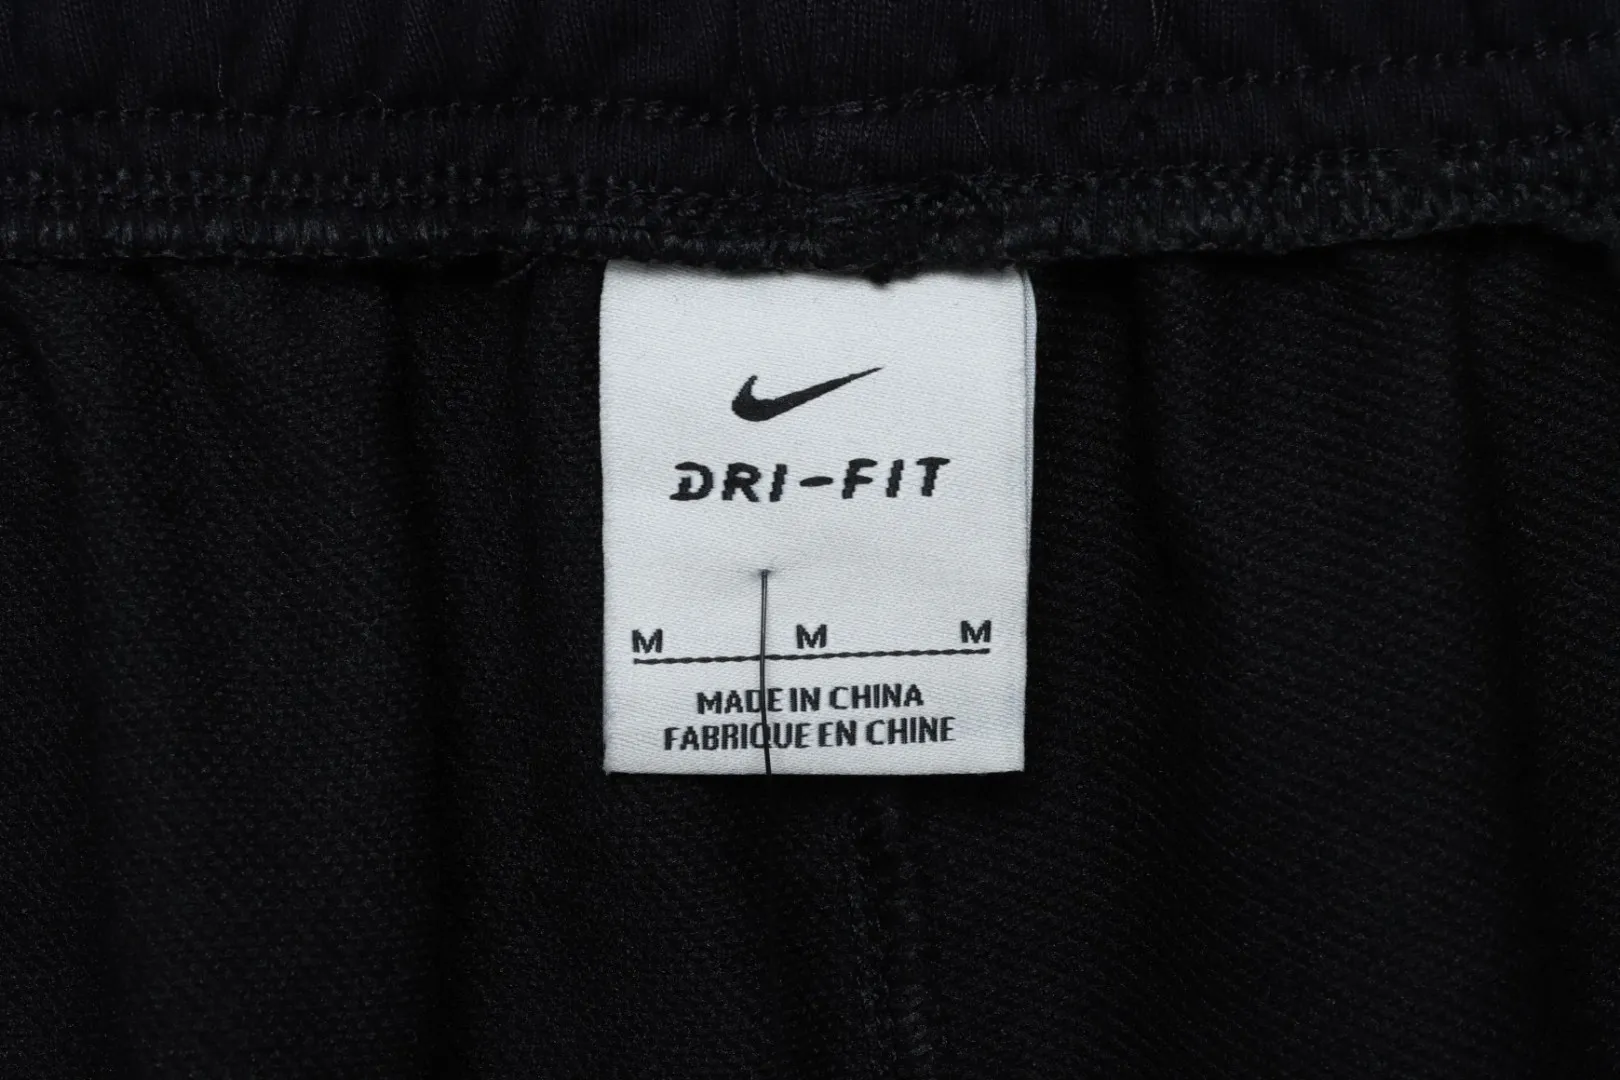 DRI-FIT
M M M
MADE IN CHINA
FABRIQUE EN CHINE